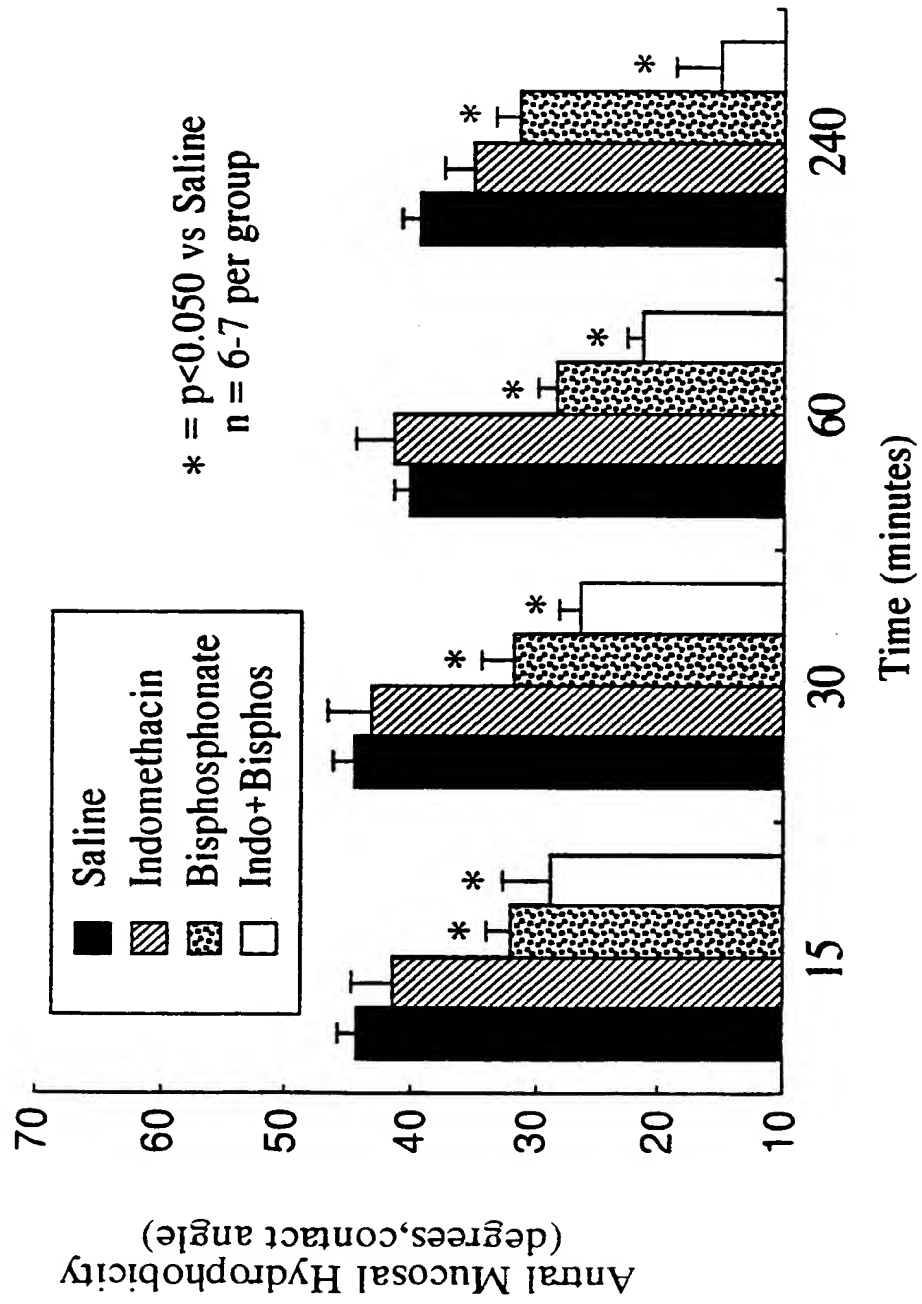 Antral Mucosal Hydrophobicity
(degrees,contact angle)
70
60
50
40
30
20
10
Saline
Indomethacin
Bisphosphonate
Indo+Bisphos
* = p<0.050 vs Saline
n = 6-7 per group
* *
* *
* *
* *
15 30 60 240
Time (minutes)